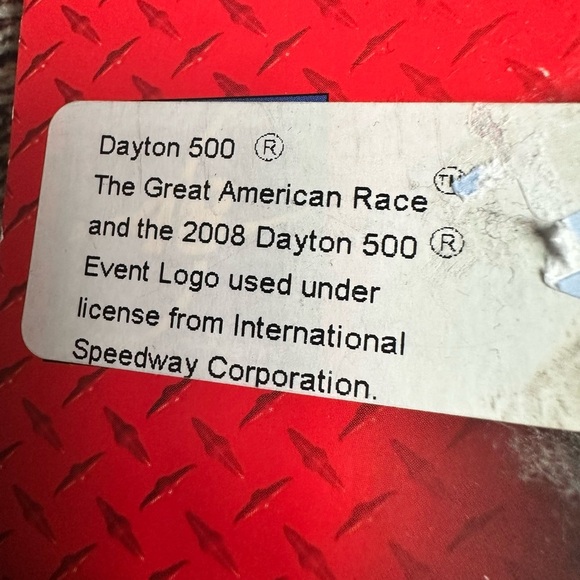 Dayton 500 ®
The Great American Race ™
and the 2008 Dayton 500 ®
Event Logo used under
license from International
Speedway Corporation.